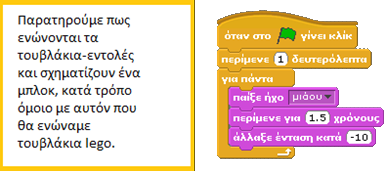 Παρατηρούμε πως
ενώνονται τα
τουβλάκια-εντολές
και σχηματίζουν ένα
μπλοκ, κατά τρόπο
όμοιο με αυτόν που
θα ενώναμε
τουβλάκια lego.
όταν στο γίνει κλίκ
περίμενε 1 δευτερόλεπτα
για πάντα
παίξε ήχο μιάου
περίμενε για 1.5 χρόνους
άλλαξε ένταση κατά -10